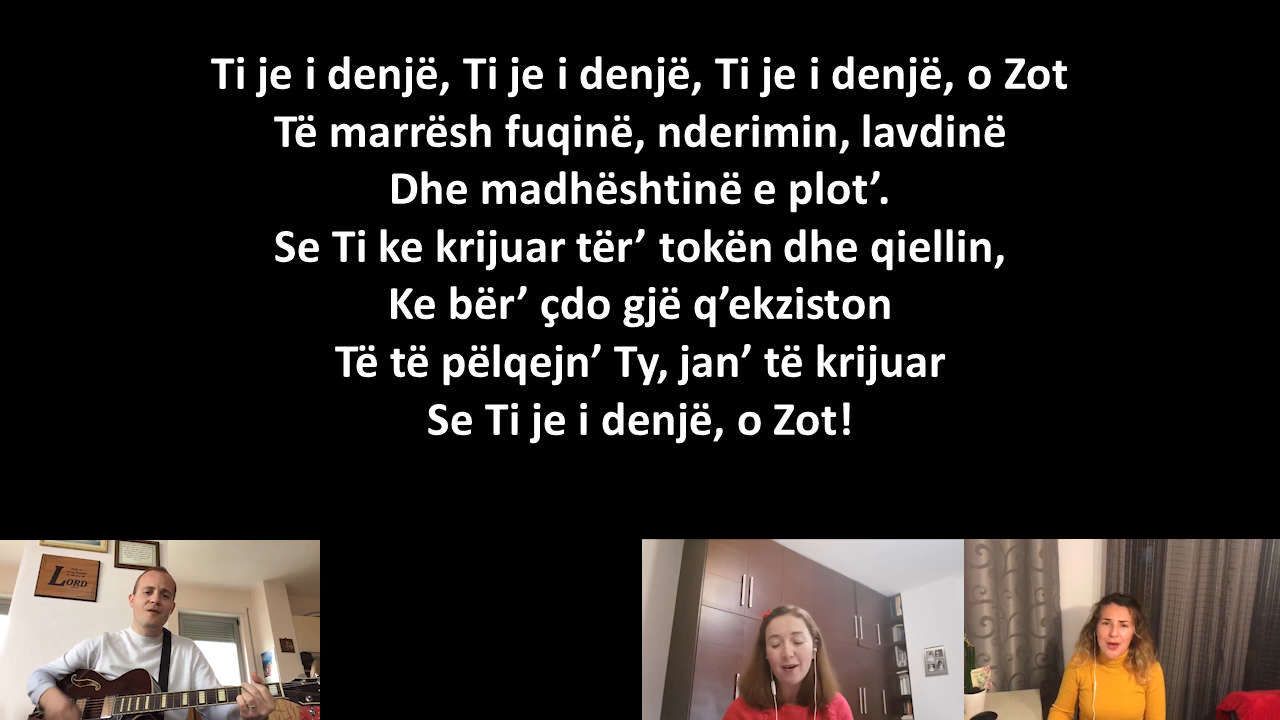 Ti je i denjë, Ti je i denjë, Ti je i denjë, o Zot
Të marrësh fuqinë, nderimin, lavdinë
Dhe madhështinë e plot’.
Se Ti ke krijuar tër’ tokën dhe qiellin,
Ke bër’ çdo gjë q’ekziston
Të të pëlqejn’ Ty, jan’ të krijuar
Se Ti je i denjë, o Zot!
LORD